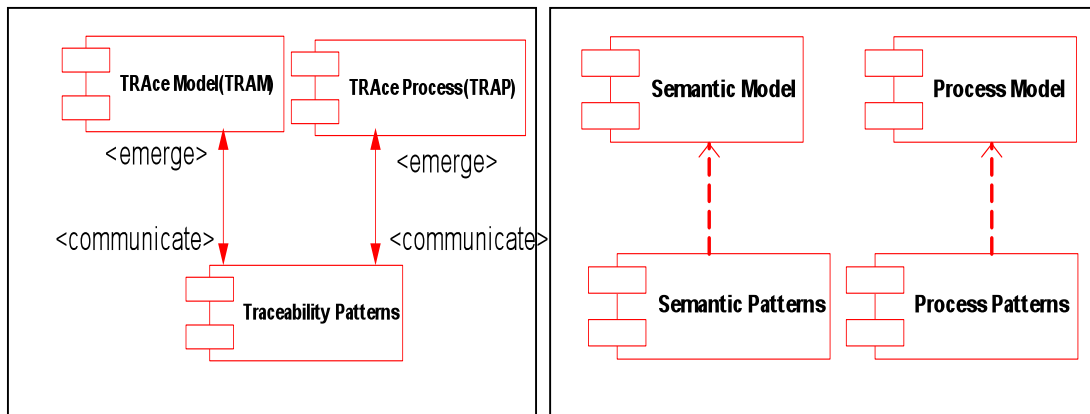 TRAce Model(TRAM)
TRAce Process(TRAP)
<emerge>
<emerge>
<communicate>
<communicate>
Traceability Patterns
Semantic Model
Process Model
Semantic Patterns
Process Patterns